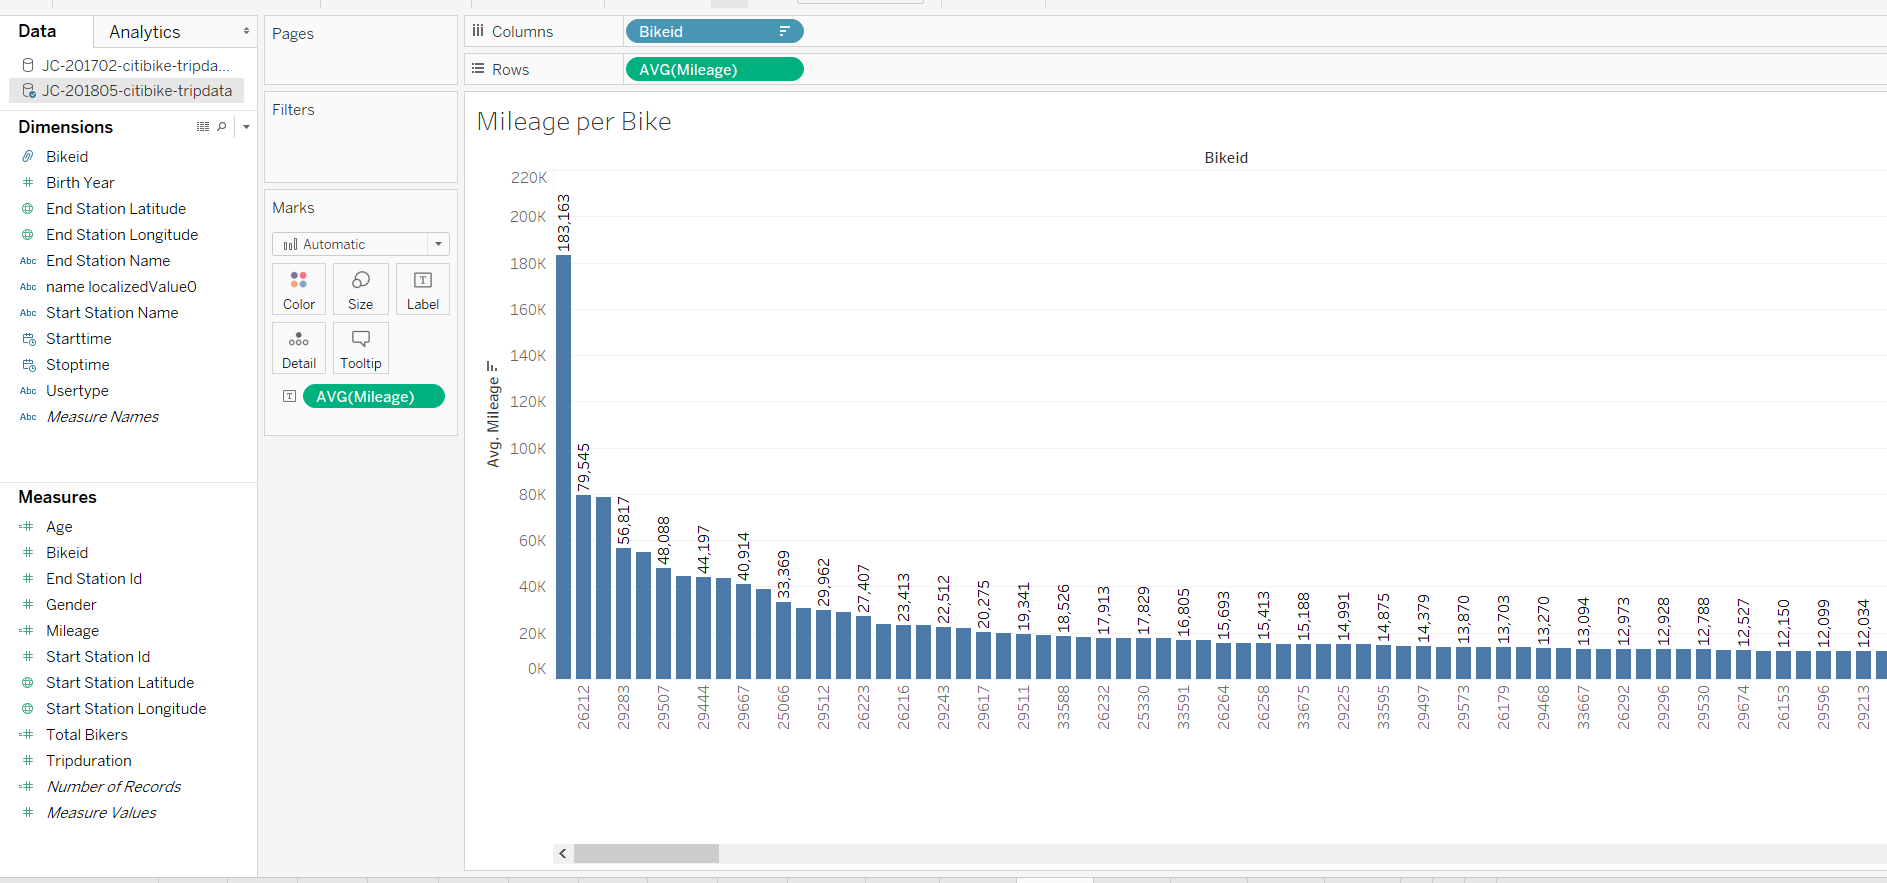 Data
Analytics
JC-201702-citibike-tripda...
JC-201805-citibike-tripdata
Dimensions
Bikeid
# Birth Year
End Station Latitude
End Station Longitude
Abc End Station Name
Abc name localizedValue0
Abc Start Station Name
Starttime
Stoptime
Abc Usertype
Abc Measure Names
Measures
=# Age
# Bikeid
# End Station Id
# Gender
=# Mileage
# Start Station Id
Start Station Latitude
Start Station Longitude
=# Total Bikers
# Tripduration
=# Number of Records
# Measure Values
Pages
Filters
Marks
Automatic
Color
Size
T Label
Detail
Tooltip
T AVG(Mileage)
Columns
Bikeid
Rows
AVG(Mileage)
Mileage per Bike
Bikeid
Avg. Mileage
220K
200K
180K
160K
140K
120K
100K
80K
60K
40K
20K
0K
183,163
79,545
56,817
48,088
44,197
40,914
33,369
29,962
27,407
23,413
22,512
20,275
19,341
18,526
17,913
17,829
16,805
15,693
15,413
15,188
14,991
14,875
14,379
13,870
13,703
13,270
13,094
12,973
12,928
12,788
12,527
12,150
12,099
12,034
26212
29283
29507
29444
29667
25066
29512
26223
26216
29243
29617
29511
33588
26232
25330
33591
26264
26258
33675
29225
33595
29497
29573
26179
29468
33667
26292
29296
29530
29674
26153
29596
29213